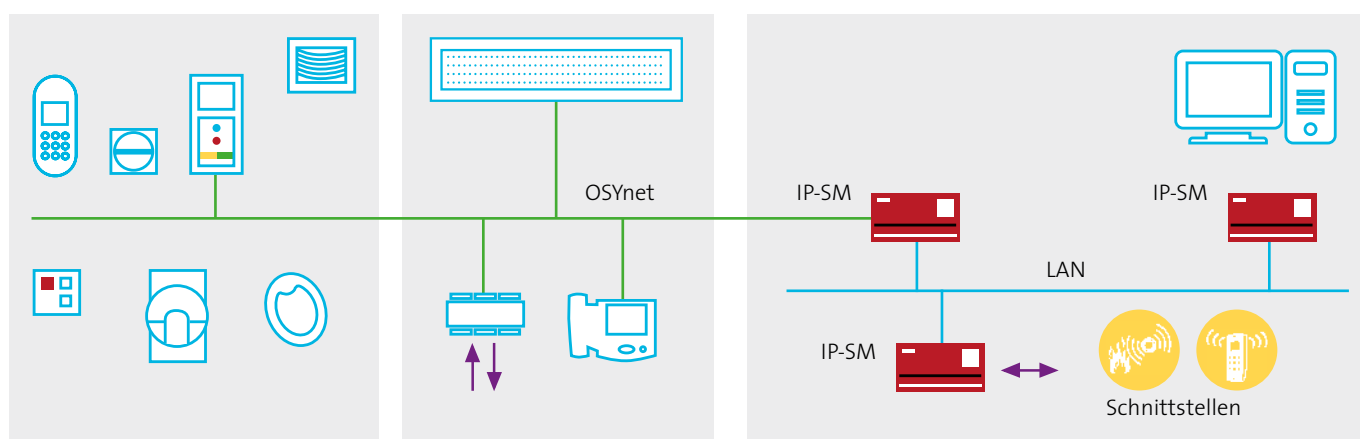 OSYnet
IP-SM
IP-SM
LAN
IP-SM
Schnittstellen